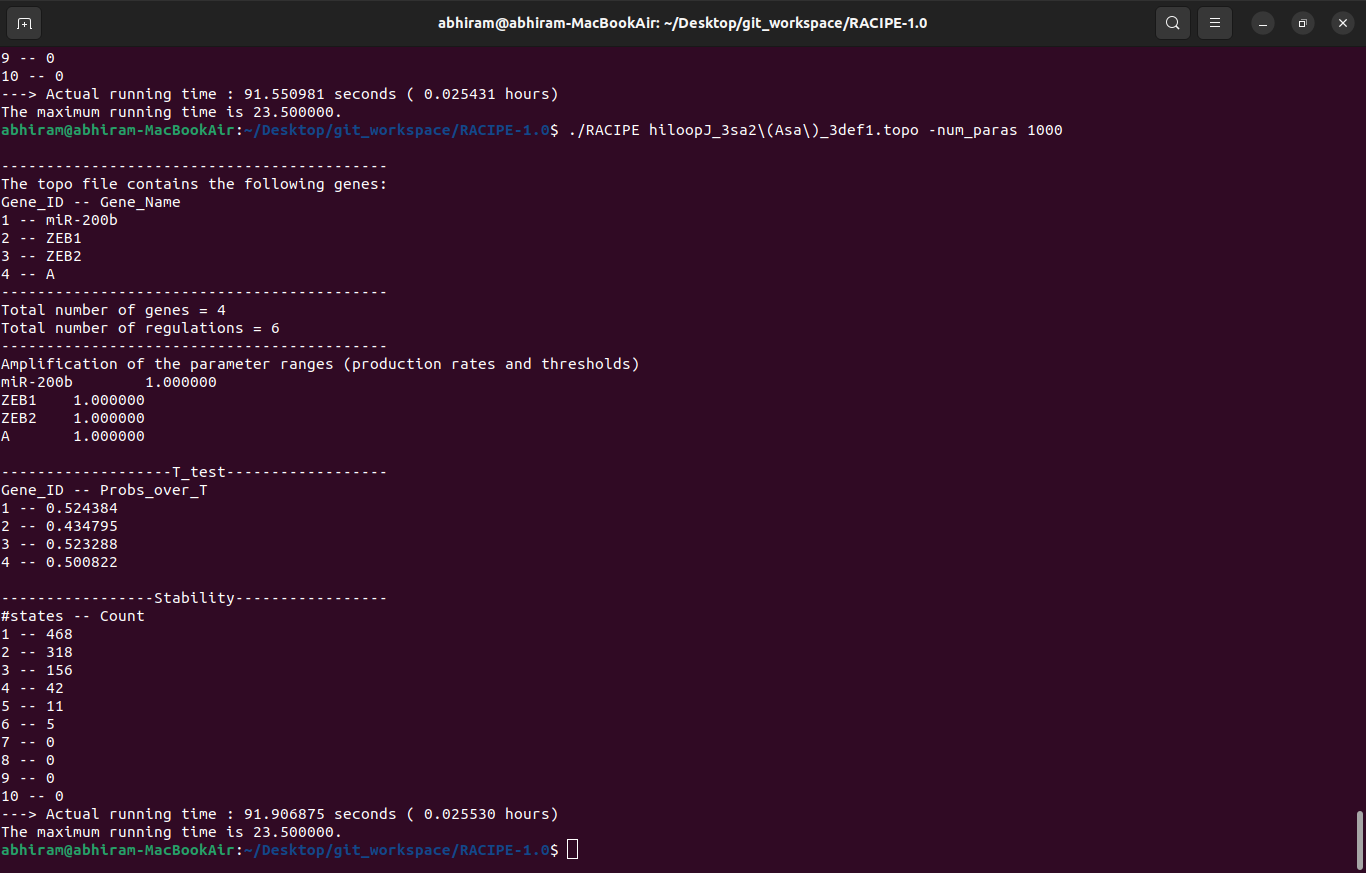 abhiram@abhiram-MacBookAir: ~/Desktop/git_workspace/RACIPE-1.0
9 -- 0
10 -- 0
---> Actual running time : 91.550981 seconds ( 0.025431 hours)
The maximum running time is 23.500000.
abhiram@abhiram-MacBookAir:~/Desktop/git_workspace/RACIPE-1.0$ ./RACIPE hiloopJ_3sa2\(Asa\)_3def1.topo -num_paras 1000
-------------------------------------------
The topo file contains the following genes:
Gene_ID -- Gene_Name
1 -- miR-200b
2 -- ZEB1
3 -- ZEB2
4 -- A
-------------------------------------------
Total number of genes = 4
Total number of regulations = 6
-------------------------------------------
Amplification of the parameter ranges (production rates and thresholds)
miR-200b        1.000000
ZEB1    1.000000
ZEB2    1.000000
A       1.000000
-------------------T_test------------------
Gene_ID -- Probs_over_T
1 -- 0.524384
2 -- 0.434795
3 -- 0.523288
4 -- 0.500822
-----------------Stability-----------------
#states -- Count
1 -- 468
2 -- 318
3 -- 156
4 -- 42
5 -- 11
6 -- 5
7 -- 0
8 -- 0
9 -- 0
10 -- 0
---> Actual running time : 91.906875 seconds ( 0.025530 hours)
The maximum running time is 23.500000.
abhiram@abhiram-MacBookAir:~/Desktop/git_workspace/RACIPE-1.0$